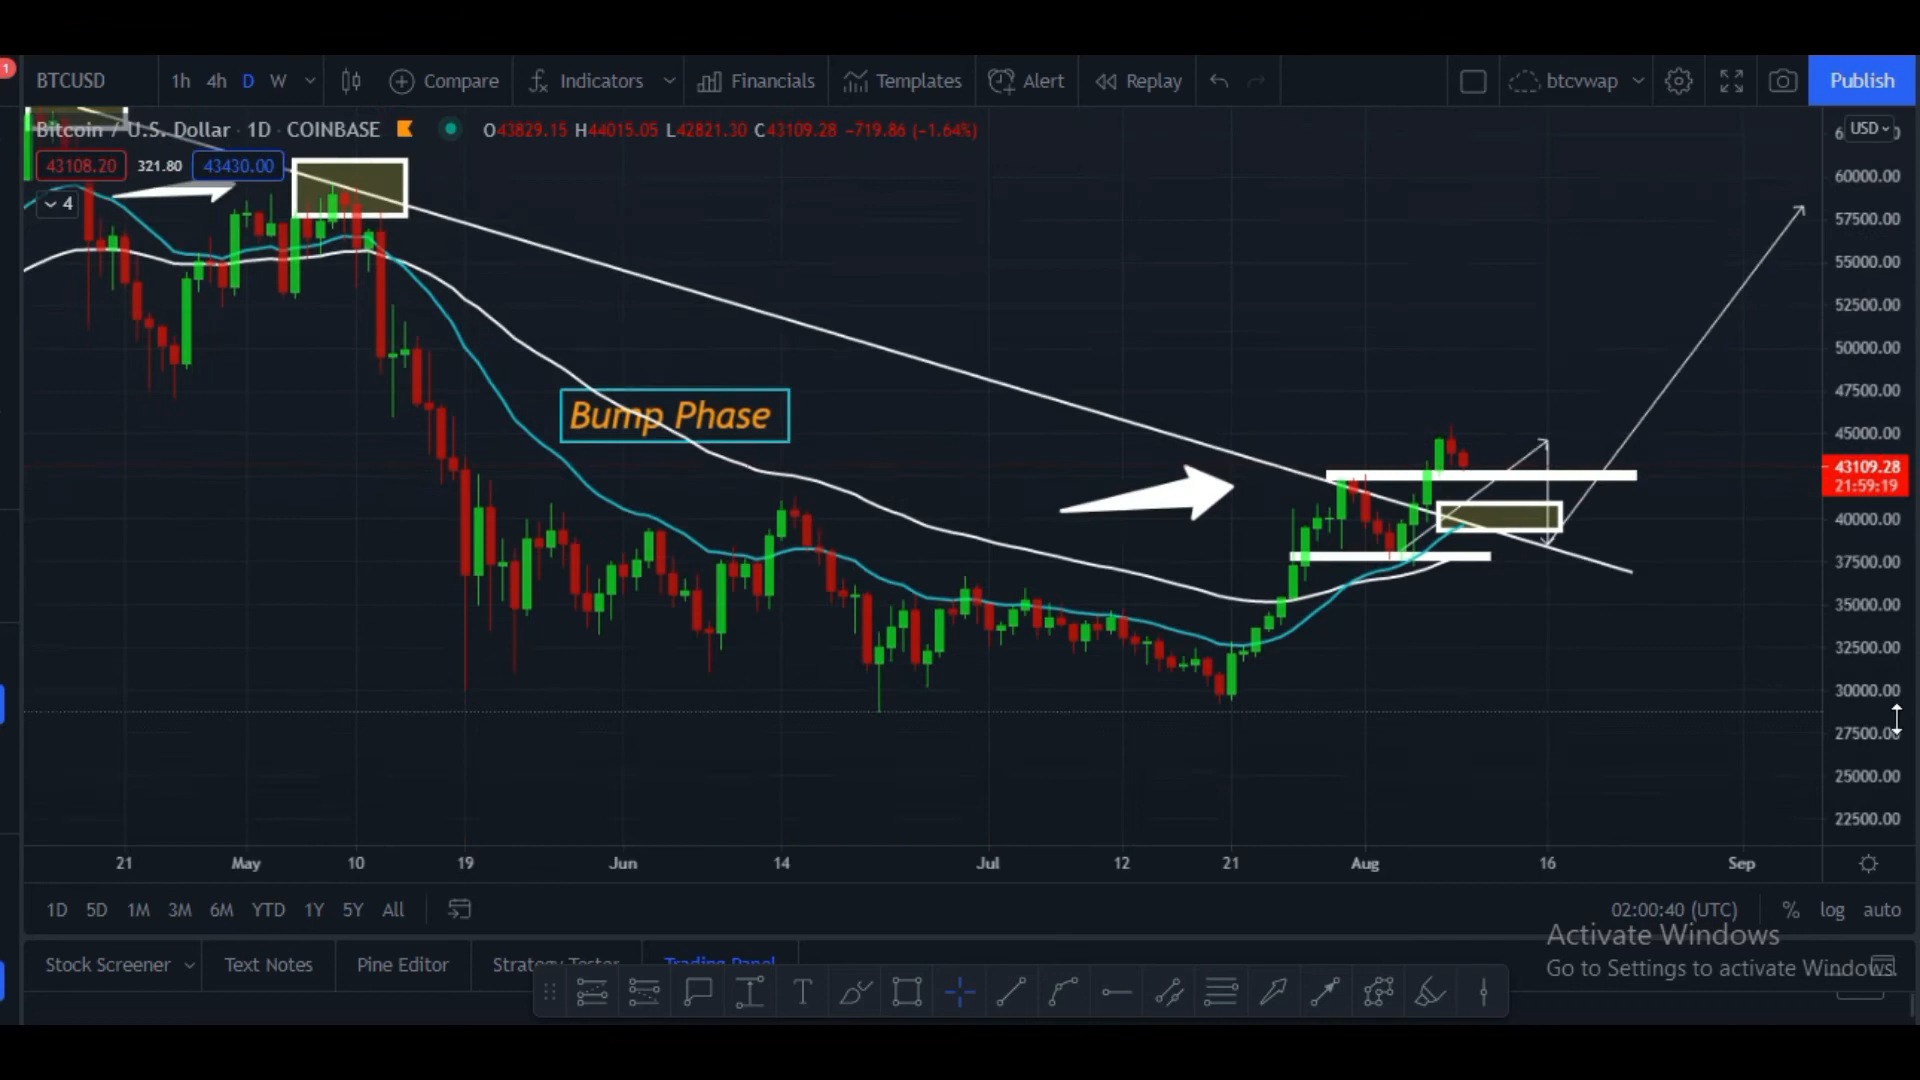 1
BTCUSD 1h 4h D W Compare Indicators Financials Templates Alert Replay btcvwap Publish
Bitcoin / U.S. Dollar · 1D · COINBASE O43829.15 H44015.05 L42821.30 C43109.28 −719.86 (−1.64%)
USD
43108.20 321.80 43430.00
4
60000.00
57500.00
55000.00
52500.00
50000.00
47500.00
Bump Phase
45000.00
43109.28
21:59:19
40000.00
37500.00
35000.00
32500.00
30000.00
27500.00
25000.00
22500.00
21 May 10 19 Jun 14 Jul 12 21 Aug 16 Sep
1D 5D 1M 3M 6M YTD 1Y 5Y All 02:00:40 (UTC) % log auto
Activate Windows
Go to Settings to activate Windows.
Stock Screener Text Notes Pine Editor Strategy Tester Trading Panel